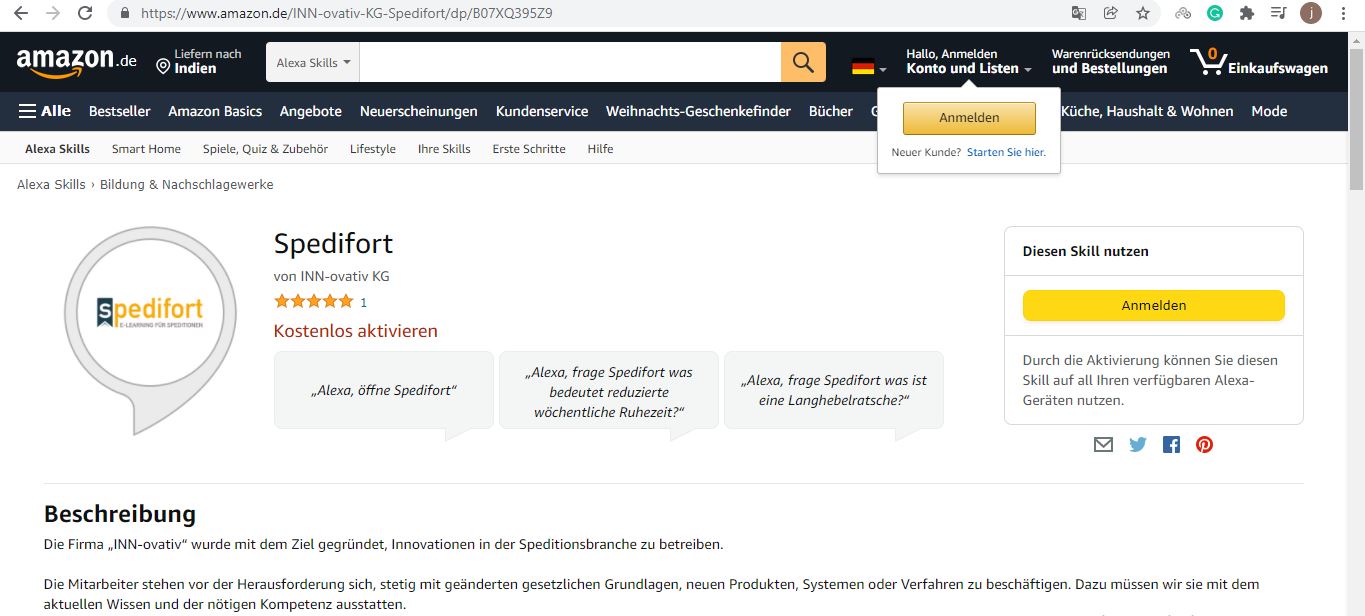 https://www.amazon.de/INN-ovativ-KG-Spedifort/dp/B07XQ395Z9
j
amazon.de
Liefern nach
Indien
Alexa Skills
Hallo, Anmelden
Konto und Listen
Warenrücksendungen
und Bestellungen
0
Einkaufswagen
Alle
Bestseller
Amazon Basics
Angebote
Neuerscheinungen
Kundenservice
Weihnachts-Geschenkefinder
Bücher
Küche, Haushalt & Wohnen
Mode
Anmelden
Neuer Kunde? Starten Sie hier.
Alexa Skills
Smart Home
Spiele, Quiz & Zubehör
Lifestyle
Ihre Skills
Erste Schritte
Hilfe
Alexa Skills › Bildung & Nachschlagewerke
spedifort
E-LEARNING FÜR SPEDITIONEN
Spedifort
von INN-ovativ KG
1
Kostenlos aktivieren
„Alexa, öffne Spedifort“
„Alexa, frage Spedifort was
bedeutet reduzierte
wöchentliche Ruhezeit?“
„Alexa, frage Spedifort was ist
eine Langhebelratsche?“
Diesen Skill nutzen
Anmelden
Durch die Aktivierung können Sie diesen
Skill auf all Ihren verfügbaren Alexa-
Geräten nutzen.
Beschreibung
Die Firma „INN-ovativ“ wurde mit dem Ziel gegründet, Innovationen in der Speditionsbranche zu betreiben.
Die Mitarbeiter stehen vor der Herausforderung sich, stetig mit geänderten gesetzlichen Grundlagen, neuen Produkten, Systemen oder Verfahren zu beschäftigen. Dazu müssen wir sie mit dem
aktuellen Wissen und der nötigen Kompetenz ausstatten.